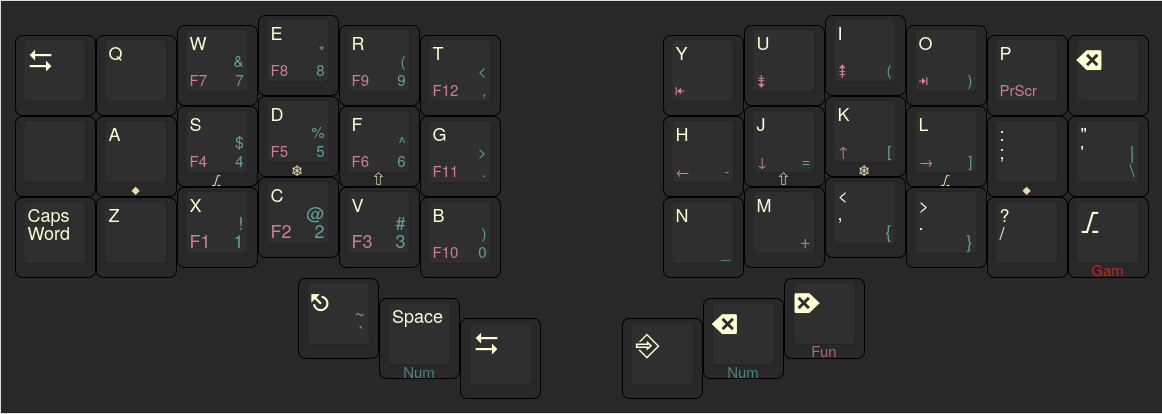 Q
W & F7 7
E * F8 8
R ( F9 9
T < F12 ,
Y
U
I (
O )
P PrScr
A
S $ F4 4
D % F5 5
F ^ F6 6
G > F11 .
H -
J =
K [
L ]
: ;
" ' | \
Caps
Word
Z
X ! F1 1
C @ F2 2
V # F3 3
B ) F10 0
N _
M +
< , {
> . }
? /
Gam
~ `
Space
Num
Num
Fun